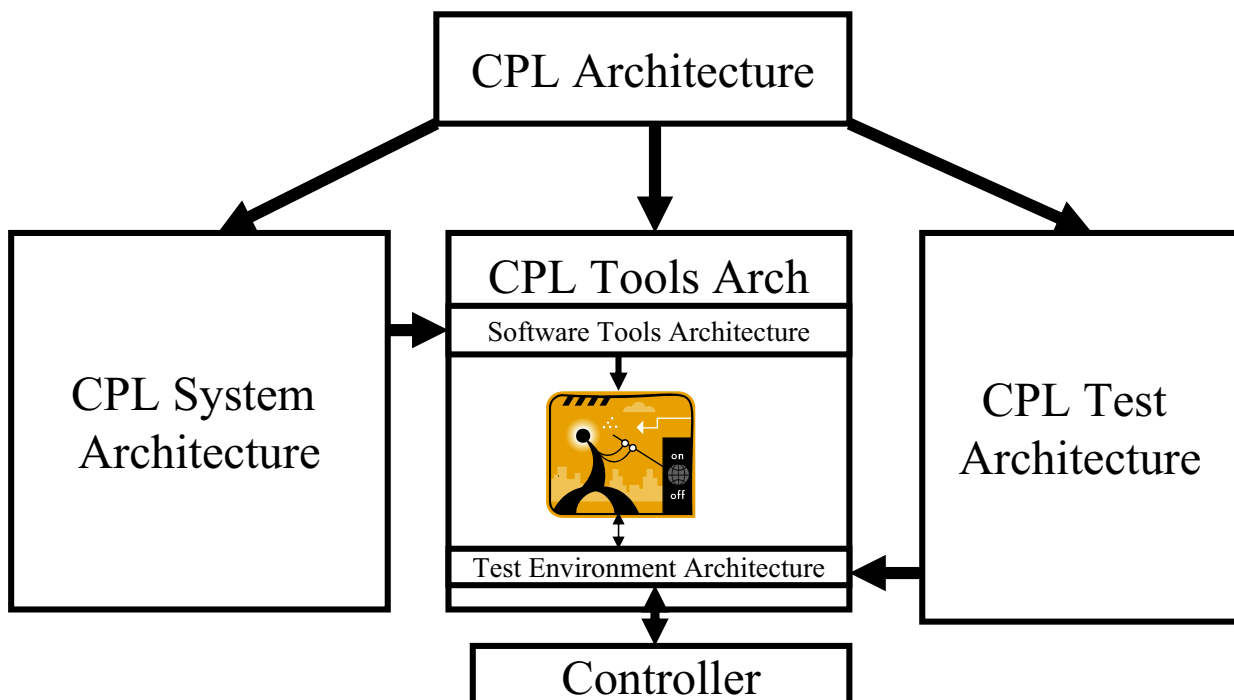 CPL Architecture
CPL Tools Arch
Software Tools Architecture
CPL System
Architecture
CPL Test
Architecture
on
off
Test Environment Architecture
Controller